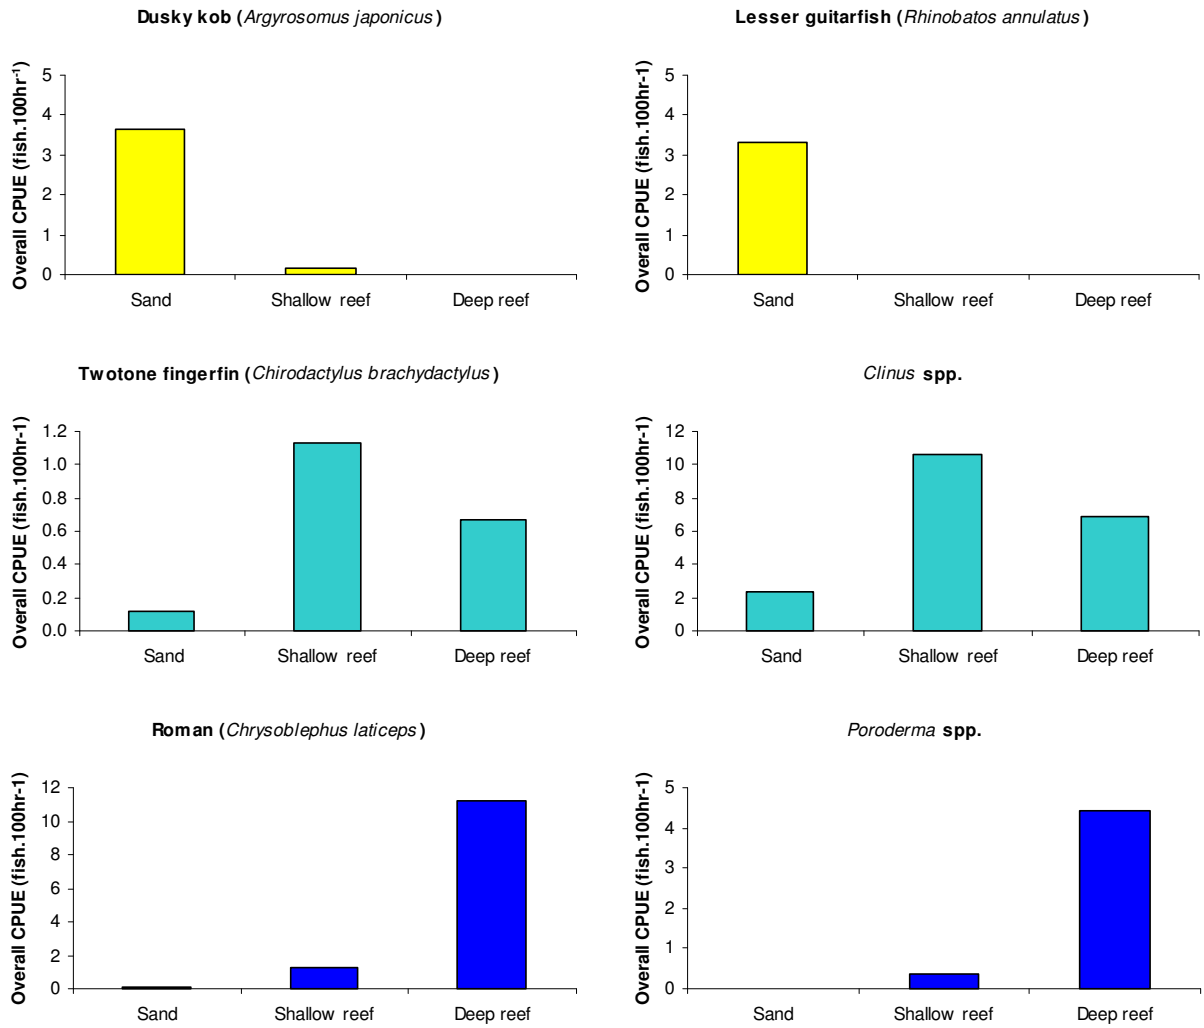 Dusky kob (Argyrosomus japonicus)
Overall CPUE (fish.100hr-1)
5
4
3
2
1
0
Sand Shallow reef Deep reef
Lesser guitarfish (Rhinobatos annulatus)
Overall CPUE (fish.100hr-1)
5
4
3
2
1
0
Sand Shallow reef Deep reef
Twotone fingerfin (Chirodactylus brachydactylus)
Overall CPUE (fish.100hr-1)
1.2
1.0
0.8
0.6
0.4
0.2
0.0
Sand Shallow reef Deep reef
Clinus spp.
Overall CPUE (fish.100hr-1)
12
10
8
6
4
2
0
Sand Shallow reef Deep reef
Roman (Chrysoblephus laticeps)
Overall CPUE (fish.100hr-1)
12
10
8
6
4
2
0
Sand Shallow reef Deep reef
Poroderma spp.
Overall CPUE (fish.100hr-1)
5
4
3
2
1
0
Sand Shallow reef Deep reef